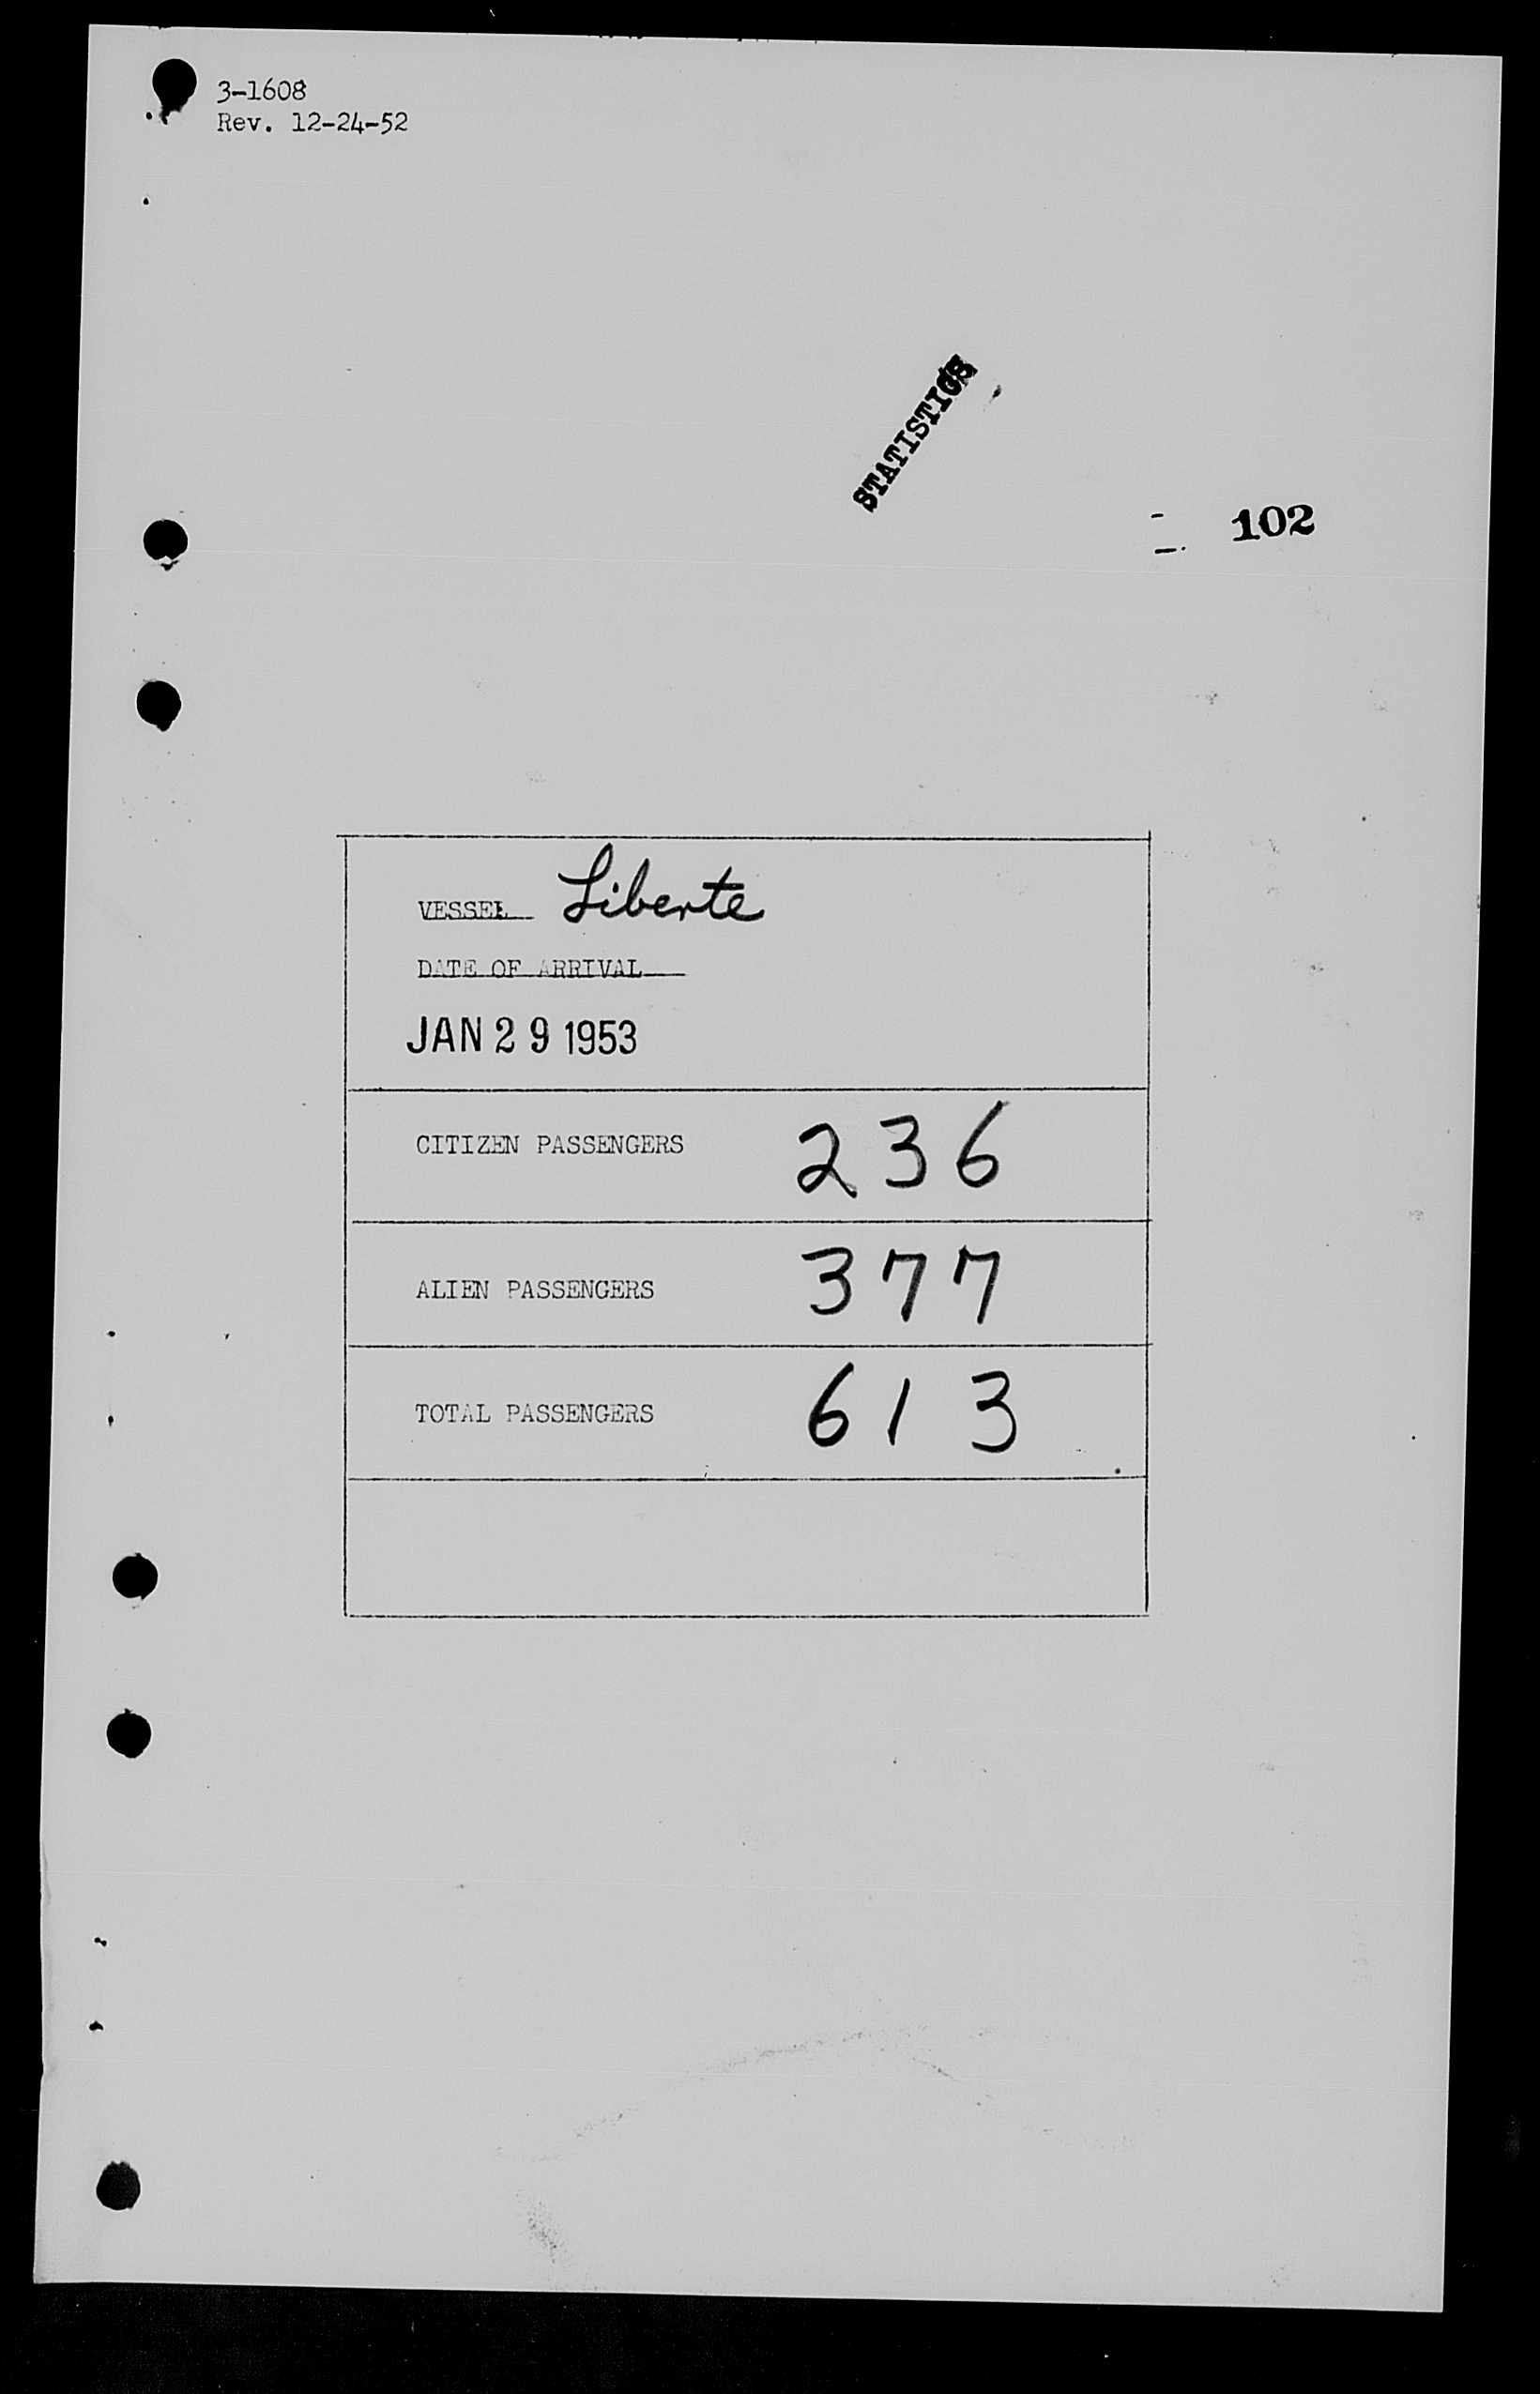 3-1608
Rev. 12-24-52
STATISTICS
102
VESSEL Liberte
DATE OF ARRIVAL
JAN 29 1953
CITIZEN PASSENGERS 236
ALIEN PASSENGERS 377
TOTAL PASSENGERS 613